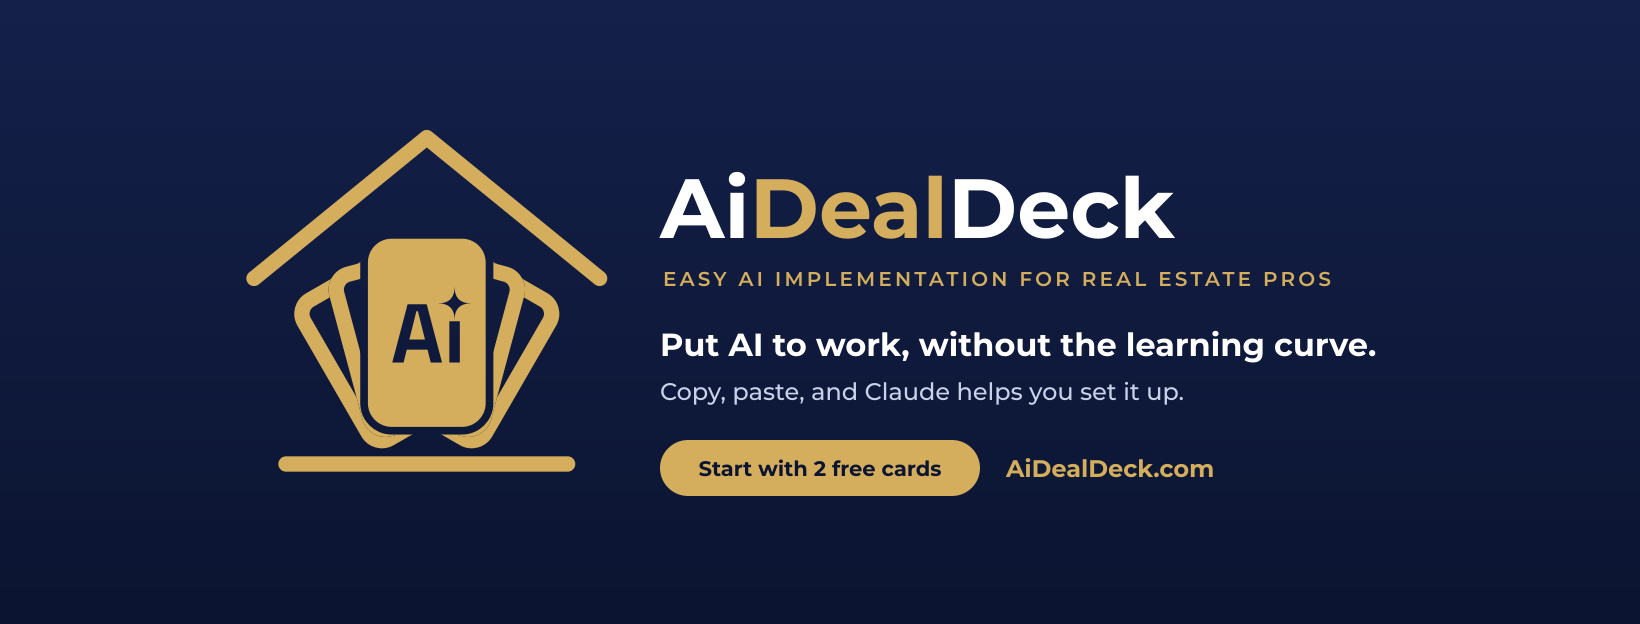 Ai
AiDealDeck
EASY AI IMPLEMENTATION FOR REAL ESTATE PROS
Put AI to work, without the learning curve.
Copy, paste, and Claude helps you set it up.
Start with 2 free cards
AiDealDeck.com